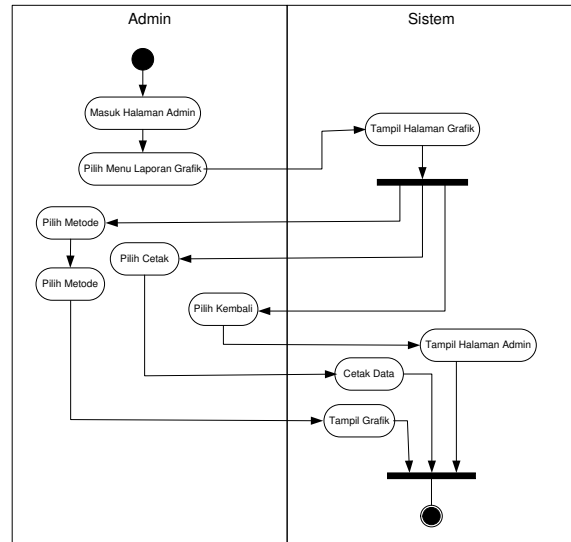 Admin
Sistem
Masuk Halaman Admin
Tampil Halaman Grafik
Pilih Menu Laporan Grafik
Pilih Metode
Pilih Cetak
Pilih Metode
Pilih Kembali
Tampil Halaman Admin
Cetak Data
Tampil Grafik